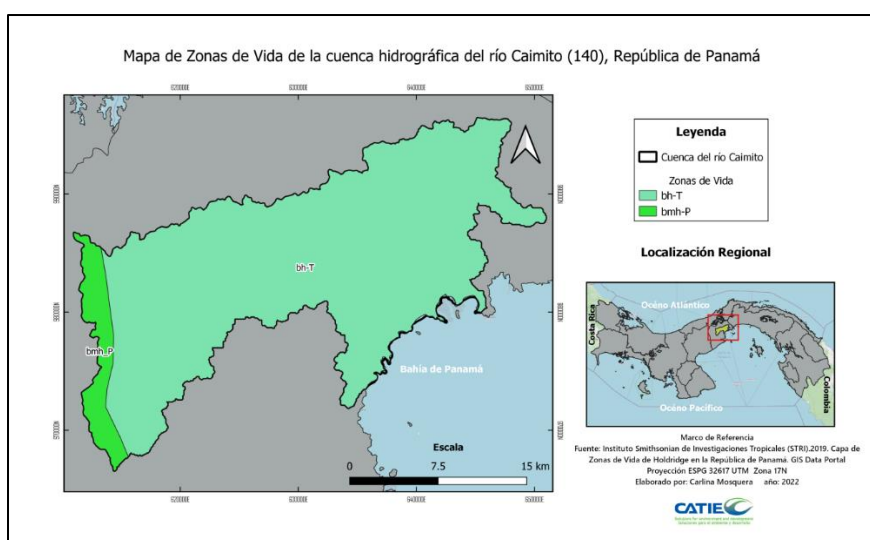 Mapa de Zonas de Vida de la cuenca hidrográfica del río Caimito (140), República de Panamá
bh-T
bmh_P
Bahía de Panamá
Escala
0 7.5 15 km
Leyenda
Cuenca del río Caimito
Zonas de Vida
bh-T
bmh-P
Localización Regional
Océno Atlántico
Costa Rica
Colombia
Océno Pacífico
Marco de Referencia
Fuente: Instituto Smithsonian de Investigaciones Tropicales (STRI).2019. Capa de
Zonas de Vida de Holdridge en la República de Panamá. GIS Data Portal
Proyección ESPG 32617 UTM Zona 17N
Elaborado por: Carlina Mosquera año: 2022
CATIE